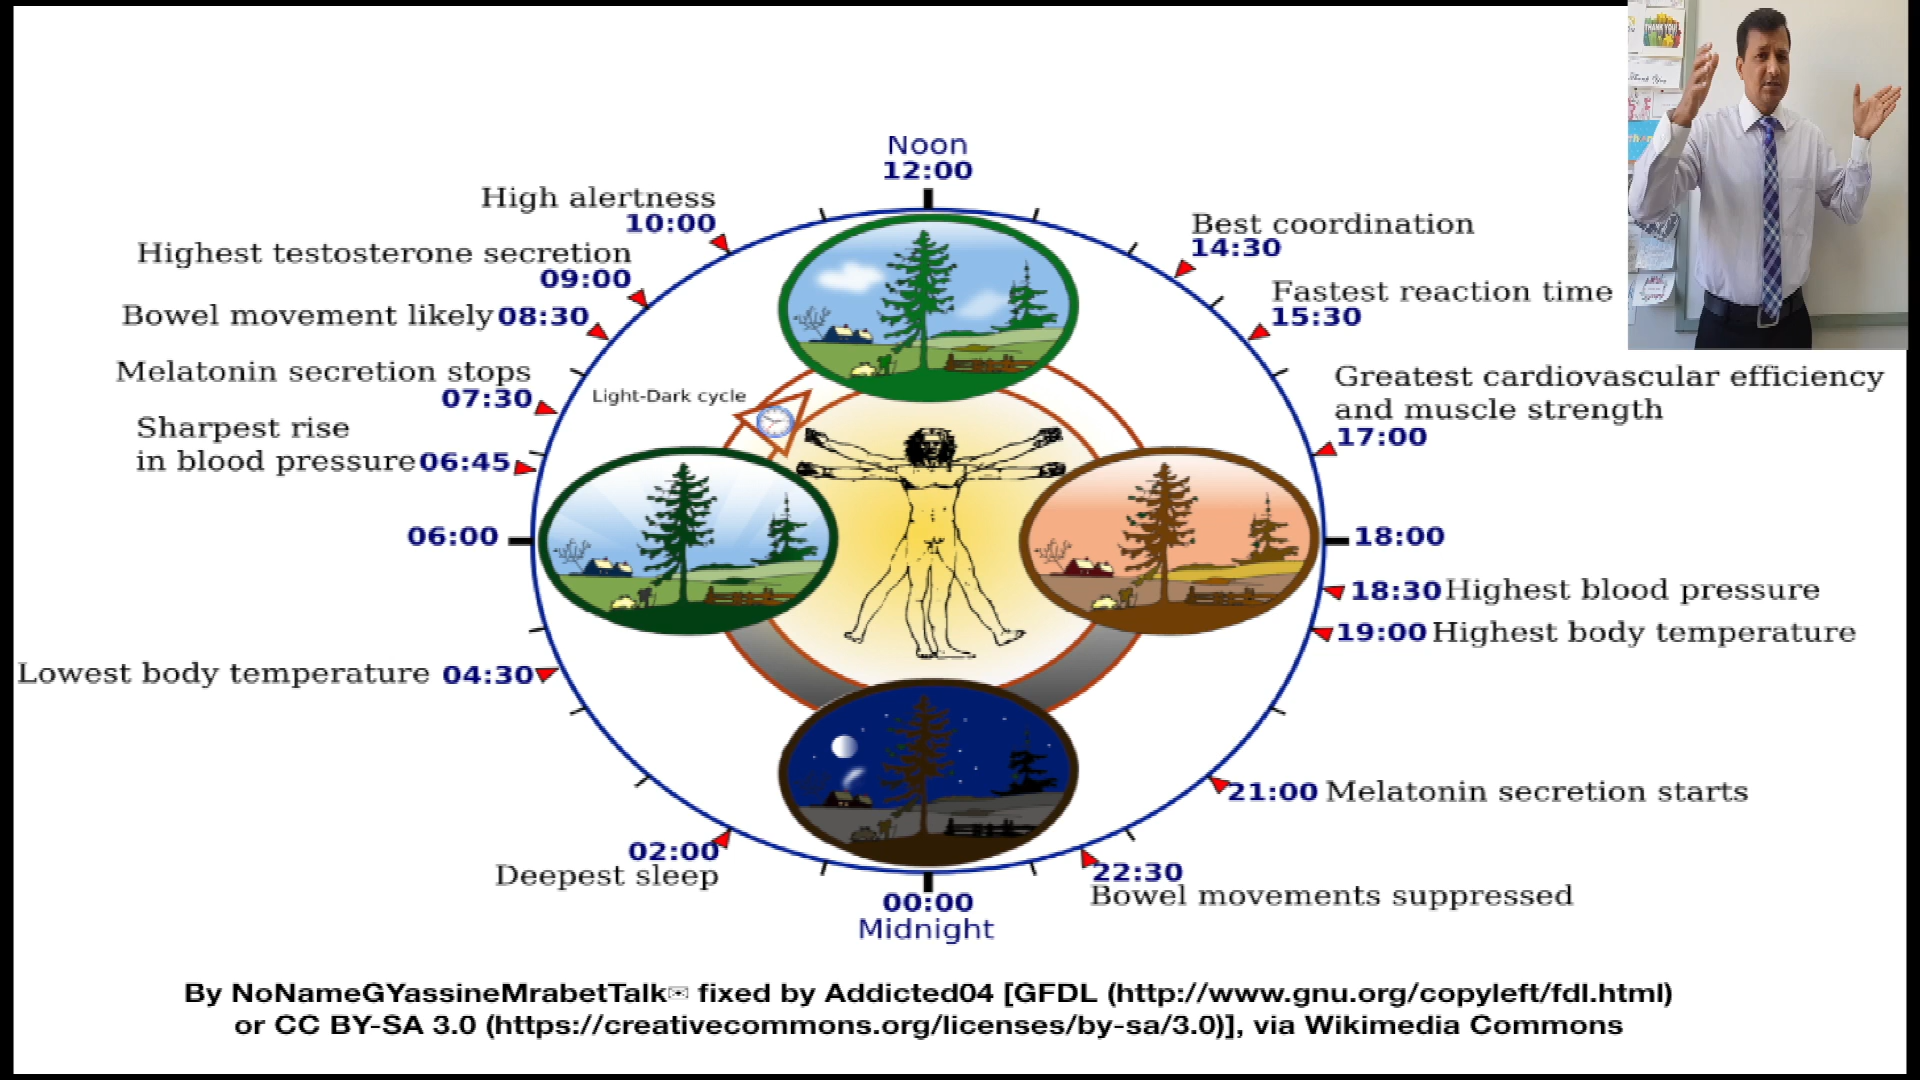 Noon
12:00
High alertness
10:00
Highest testosterone secretion
09:00
Bowel movement likely 08:30
Melatonin secretion stops
07:30
Sharpest rise
in blood pressure 06:45
06:00
Lowest body temperature 04:30
02:00
Deepest sleep
00:00
Midnight
Light-Dark cycle
Best coordination
14:30
Fastest reaction time
15:30
Greatest cardiovascular efficiency
and muscle strength
17:00
18:00
18:30 Highest blood pressure
19:00 Highest body temperature
21:00 Melatonin secretion starts
22:30
Bowel movements suppressed
THANK YOU
By NoNameGYassineMrabetTalk✉ fixed by Addicted04 [GFDL (http://www.gnu.org/copyleft/fdl.html)
or CC BY-SA 3.0 (https://creativecommons.org/licenses/by-sa/3.0)], via Wikimedia Commons